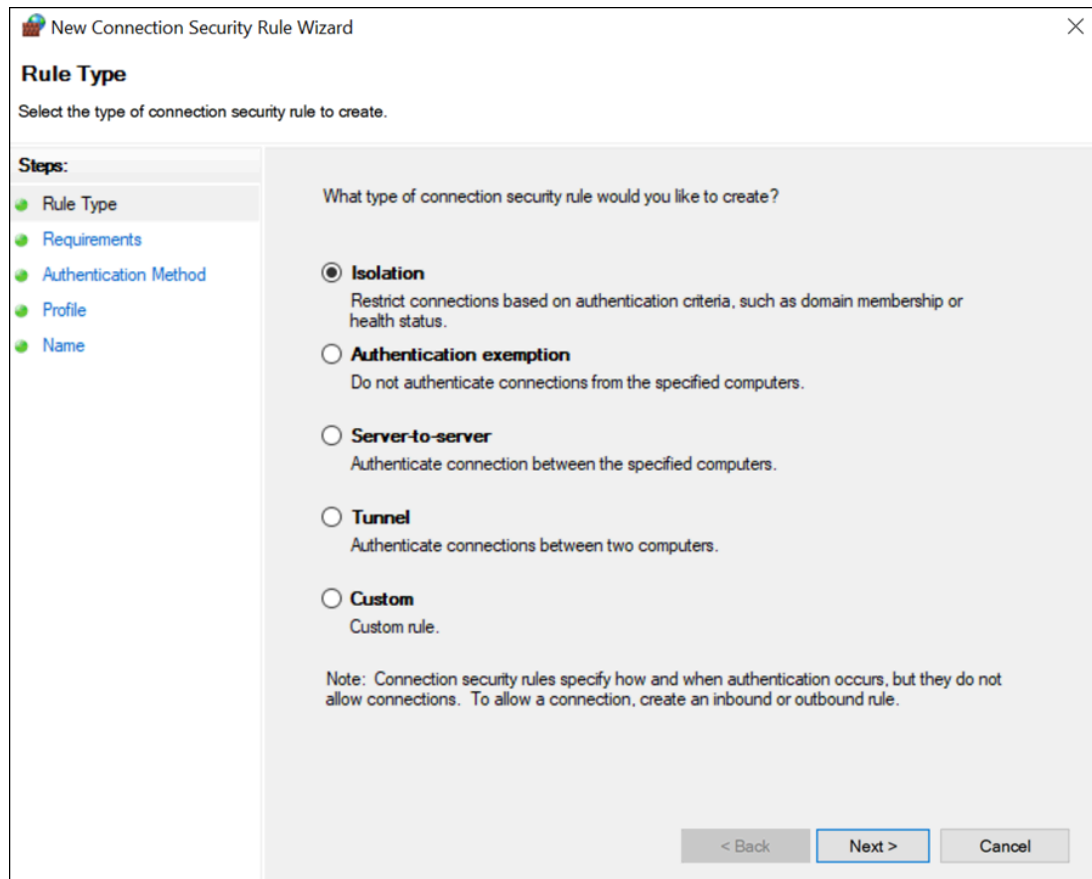 New Connection Security Rule Wizard
Rule Type
Select the type of connection security rule to create.
Steps:
Rule Type
Requirements
Authentication Method
Profile
Name
What type of connection security rule would you like to create?
Isolation
Restrict connections based on authentication criteria, such as domain membership or
health status.
Authentication exemption
Do not authenticate connections from the specified computers.
Server-to-server
Authenticate connection between the specified computers.
Tunnel
Authenticate connections between two computers.
Custom
Custom rule.
Note: Connection security rules specify how and when authentication occurs, but they do not
allow connections. To allow a connection, create an inbound or outbound rule.
< Back
Next >
Cancel